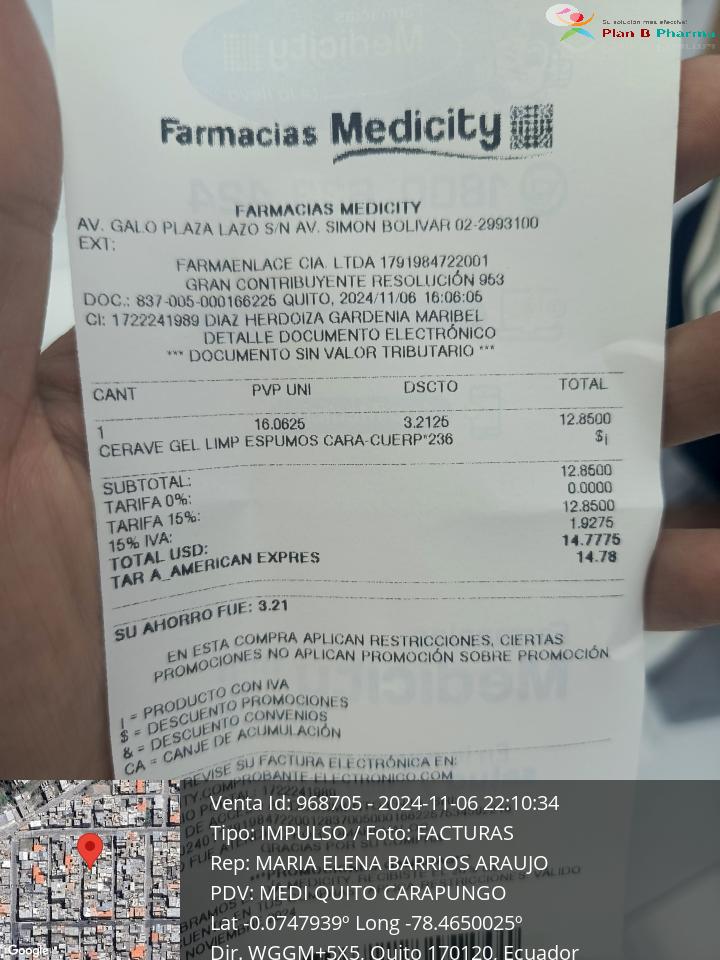 Su solución más efectiva!
Plan B Pharma
Farmacias Medicity
FARMACIAS MEDICITY
AV. GALO PLAZA LAZO S/N AV. SIMON BOLIVAR 02-2993100
EXT:
FARMAENLACE CIA. LTDA 1791984722001
GRAN CONTRIBUYENTE RESOLUCIÓN 953
DOC.: 837-005-000166225 QUITO, 2024/11/06 16:06:05
CI: 1722241989 DIAZ HERDOIZA GARDENIA MARIBEL
DETALLE DOCUMENTO ELECTRÓNICO
*** DOCUMENTO SIN VALOR TRIBUTARIO ***
CANT PVP UNI DSCTO TOTAL
1 16.0625 3.2125 12.8500
CERAVE GEL LIMP ESPUMOS CARA-CUERP*236 $¡
SUBTOTAL: 12.8500
TARIFA 0%: 0.0000
TARIFA 15%: 12.8500
15% IVA: 1.9275
TOTAL USD: 14.7775
TAR A_AMERICAN EXPRES 14.78
SU AHORRO FUE: 3.21
EN ESTA COMPRA APLICAN RESTRICCIONES, CIERTAS
PROMOCIONES NO APLICAN PROMOCIÓN SOBRE PROMOCIÓN
I = PRODUCTO CON IVA
$ = DESCUENTO PROMOCIONES
& = DESCUENTO CONVENIOS
CA = CANJE DE ACUMULACIÓN
REVISE SU FACTURA ELECTRÓNICA EN:
Venta Id: 968705 - 2024-11-06 22:10:34
Tipo: IMPULSO / Foto: FACTURAS
Rep: MARIA ELENA BARRIOS ARAUJO
PDV: MEDIQUITO CARAPUNGO
Lat -0.0747939º Long -78.4650025º
Dir. WGGM+5X5, Quito 170120, Ecuador
Google